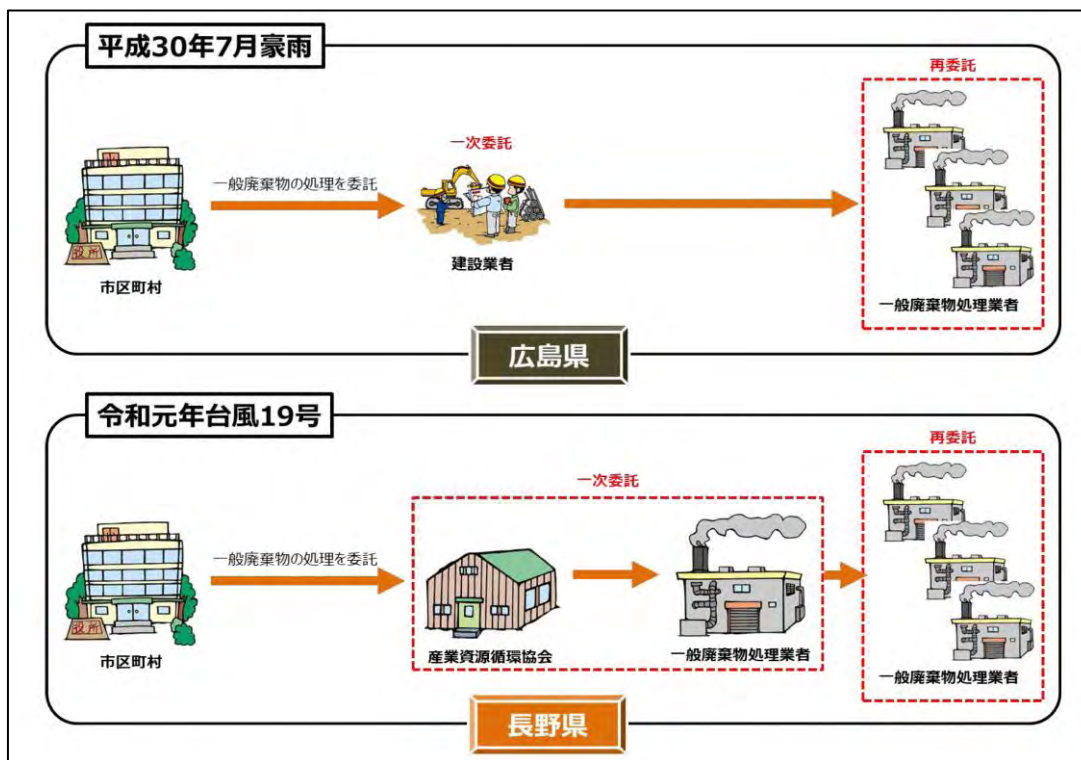 平成30年7月豪雨
再委託
一次委託
一般廃棄物の処理を委託
役所
建設業者
市区町村
一般廃棄物処理業者
広島県
令和元年台風19号
再委託
一次委託
一般廃棄物の処理を委託
役所
産業資源循環協会
一般廃棄物処理業者
市区町村
一般廃棄物処理業者
長野県